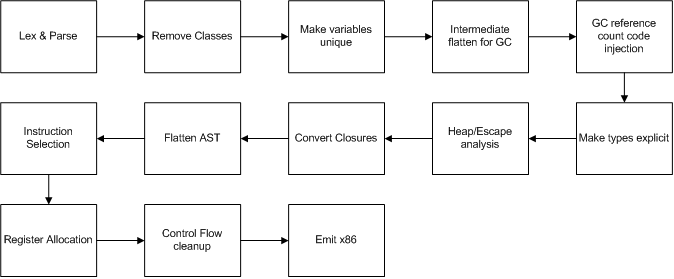 Lex & Parse
Remove Classes
Make variables
unique
Intermediate
flatten for GC
GC reference
count code
injection
Make types explicit
Heap/Escape
analysis
Convert Closures
Flatten AST
Instruction
Selection
Register Allocation
Control Flow
cleanup
Emit x86